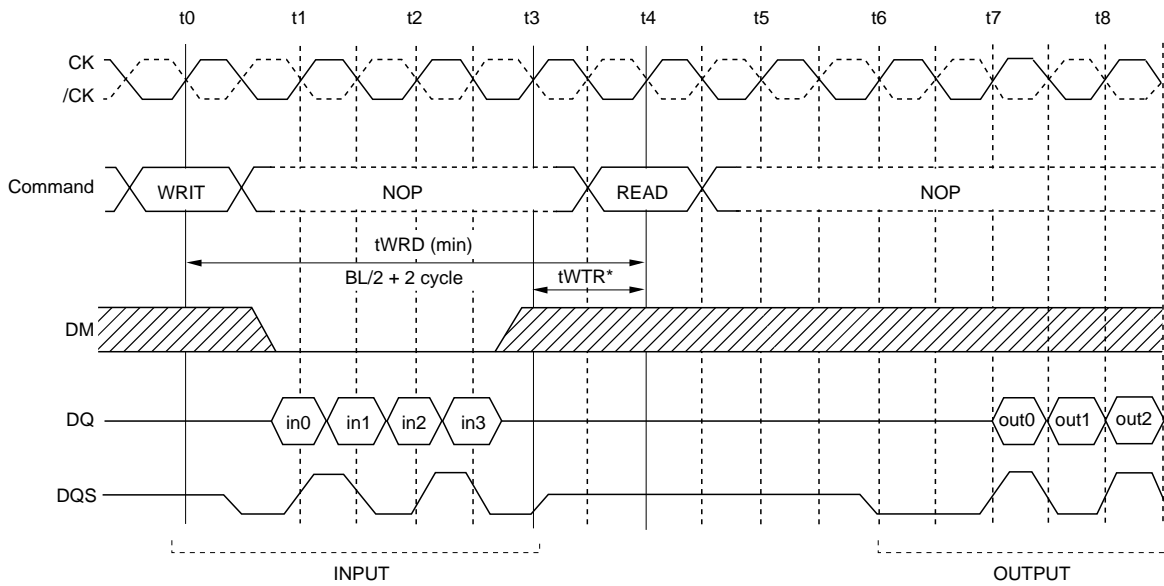 t0 t1 t2 t3 t4 t5 t6 t7 t8
CK
/CK
Command WRIT NOP READ NOP
tWRD (min)
BL/2 + 2 cycle tWTR*
DM
DQ in0 in1 in2 in3 out0 out1 out2
DQS
INPUT OUTPUT